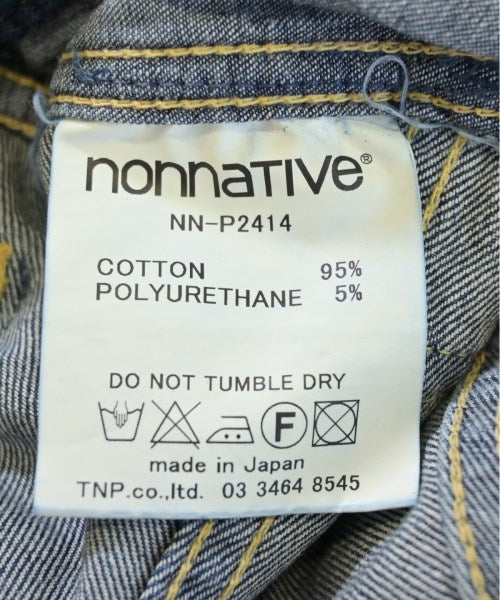 nonnaTIVe®
NN-P2414
COTTON 95%
POLYURETHANE 5%
DO NOT TUMBLE DRY
F
made in Japan
TNP.co.,ltd. 03 3464 8545